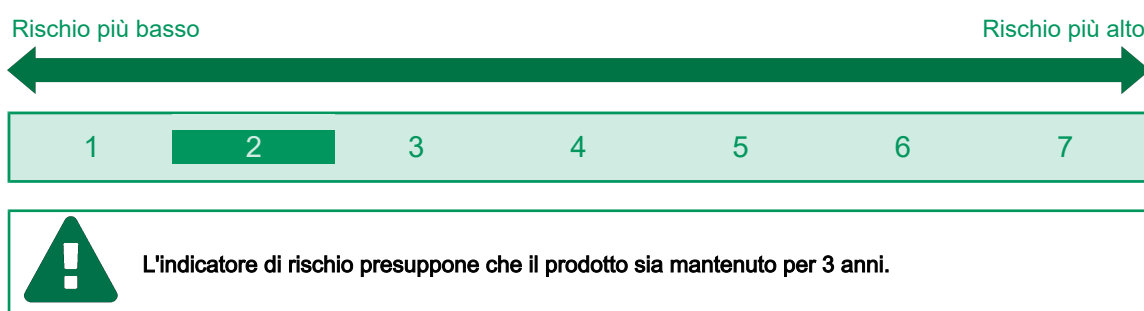 Rischio più basso Rischio più alto
1 2 3 4 5 6 7
L'indicatore di rischio presuppone che il prodotto sia mantenuto per 3 anni.